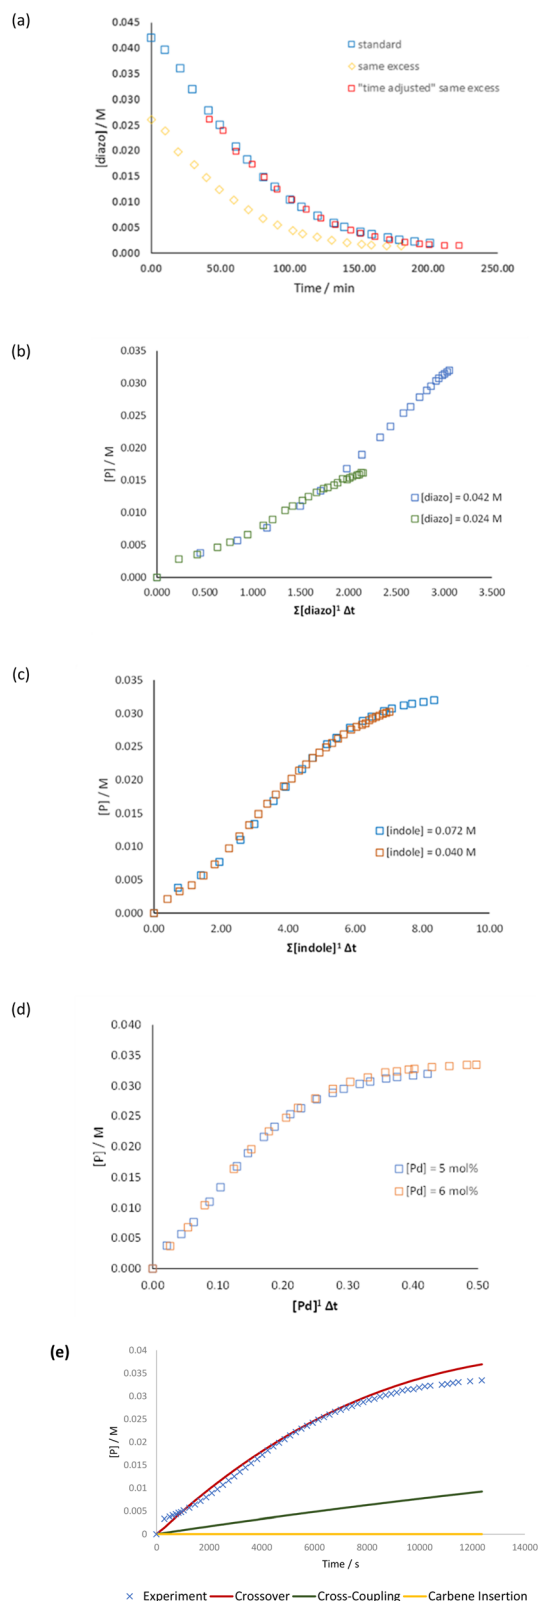 (a)
0.045
0.040
0.035
0.030
0.025
0.020
0.015
0.010
0.005
0.000
[diazo] / M
standard
same excess
"time adjusted" same excess
0.00 50.00 100.00 150.00 200.00 250.00
Time / min
(b)
0.035
0.030
0.025
0.020
0.015
0.010
0.005
0.000
[P] / M
[diazo] = 0.042 M
[diazo] = 0.024 M
0.000 0.500 1.000 1.500 2.000 2.500 3.000 3.500
Σ[diazo]¹ Δt
(c)
0.035
0.030
0.025
0.020
0.015
0.010
0.005
0.000
[P] / M
[indole] = 0.072 M
[indole] = 0.040 M
0.00 2.00 4.00 6.00 8.00 10.00
Σ[indole]¹ Δt
(d)
0.040
0.035
0.030
0.025
0.020
0.015
0.010
0.005
0.000
[P] / M
[Pd] = 5 mol%
[Pd] = 6 mol%
0.00 0.10 0.20 0.30 0.40 0.50
[Pd]¹ Δt
(e)
0.04
0.035
0.03
0.025
0.02
0.015
0.01
0.005
0
[P] / M
0 2000 4000 6000 8000 10000 12000 14000
Time / s
Experiment Crossover Cross-Coupling Carbene Insertion